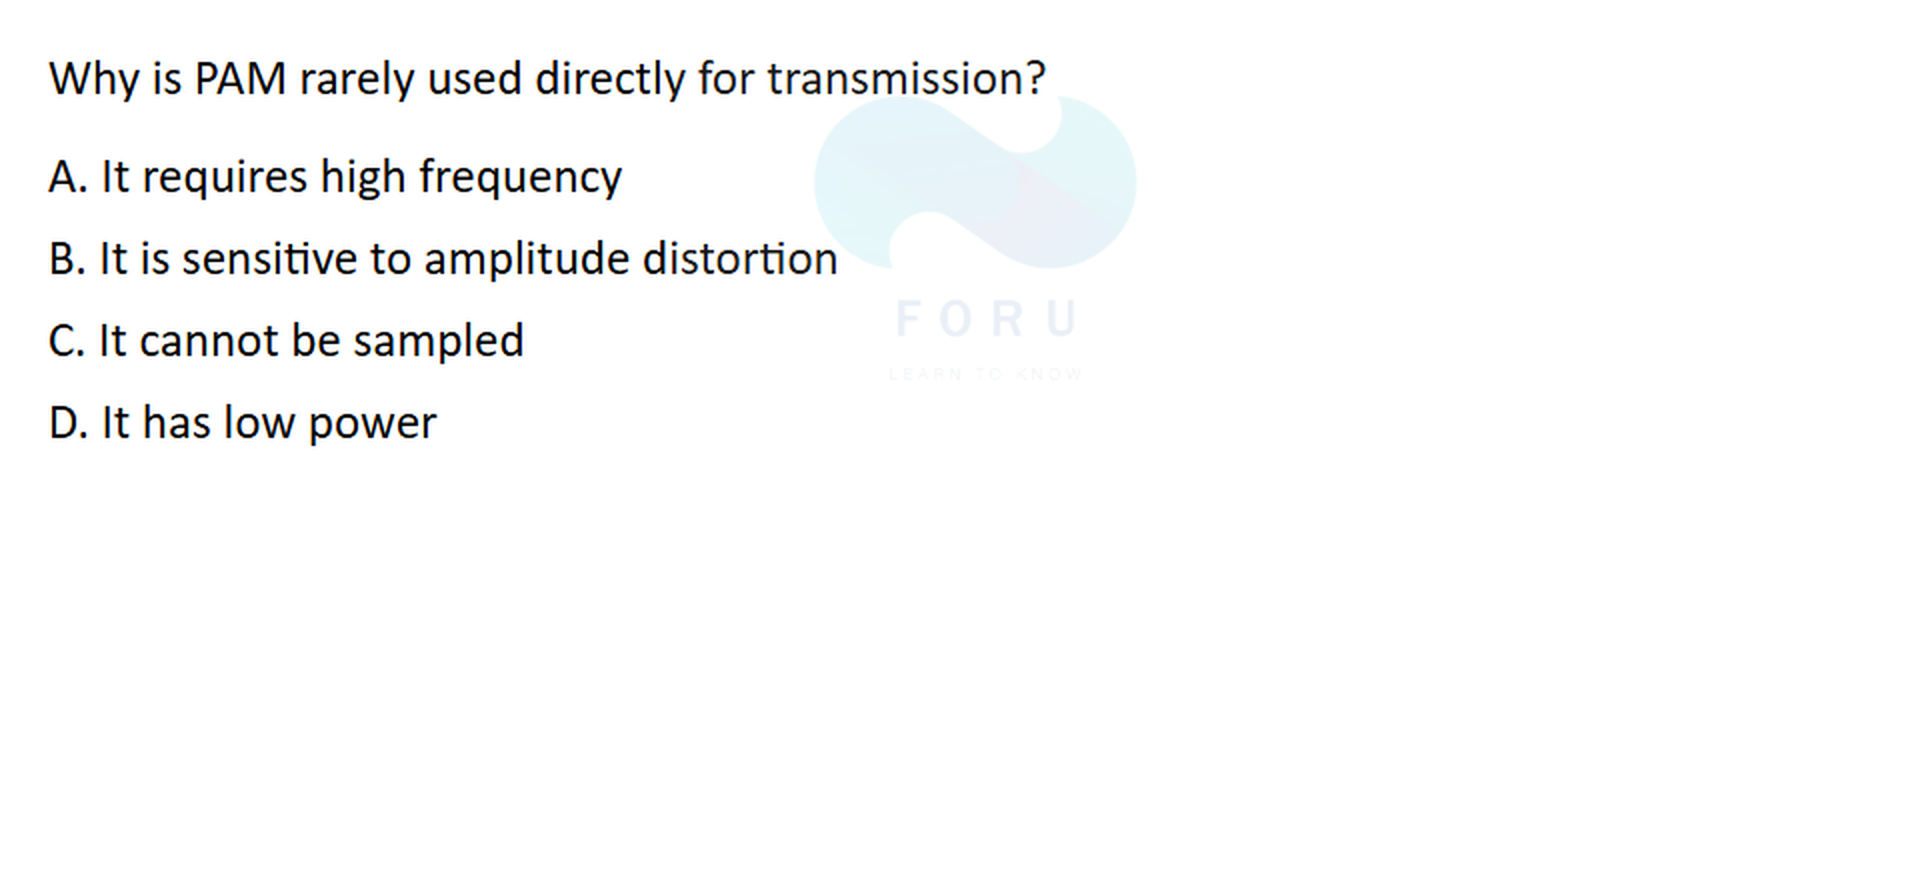 Why is PAM rarely used directly for transmission?
A. It requires high frequency
B. It is sensitive to amplitude distortion
C. It cannot be sampled
D. It has low power
FORU
LEARN TO KNOW